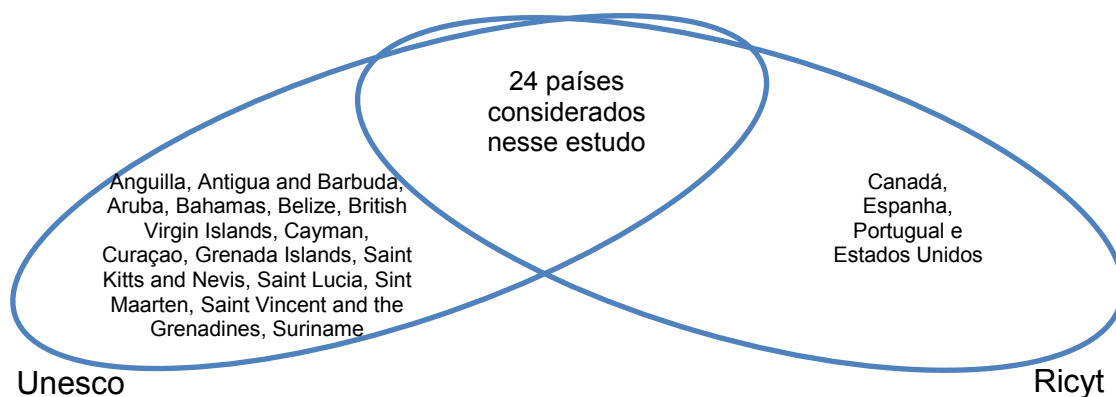 24 países
considerados
nesse estudo
Anguilla, Antigua and Barbuda,
Aruba, Bahamas, Belize, British
Virgin Islands, Cayman,
Curaçao, Grenada Islands, Saint
Kitts and Nevis, Saint Lucia, Sint
Maarten, Saint Vincent and the
Grenadines, Suriname
Canadá,
Espanha,
Portugual e
Estados Unidos
Unesco
Ricyt